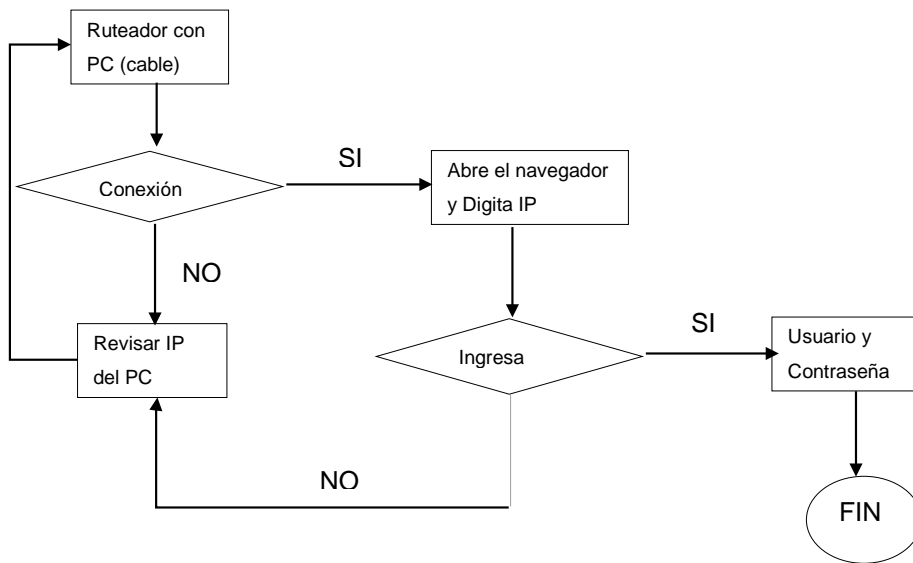 Ruteador con
PC (cable)
Conexión
SI
Abre el navegador
y Digita IP
NO
Revisar IP
del PC
Ingresa
SI
Usuario y
Contraseña
NO
FIN